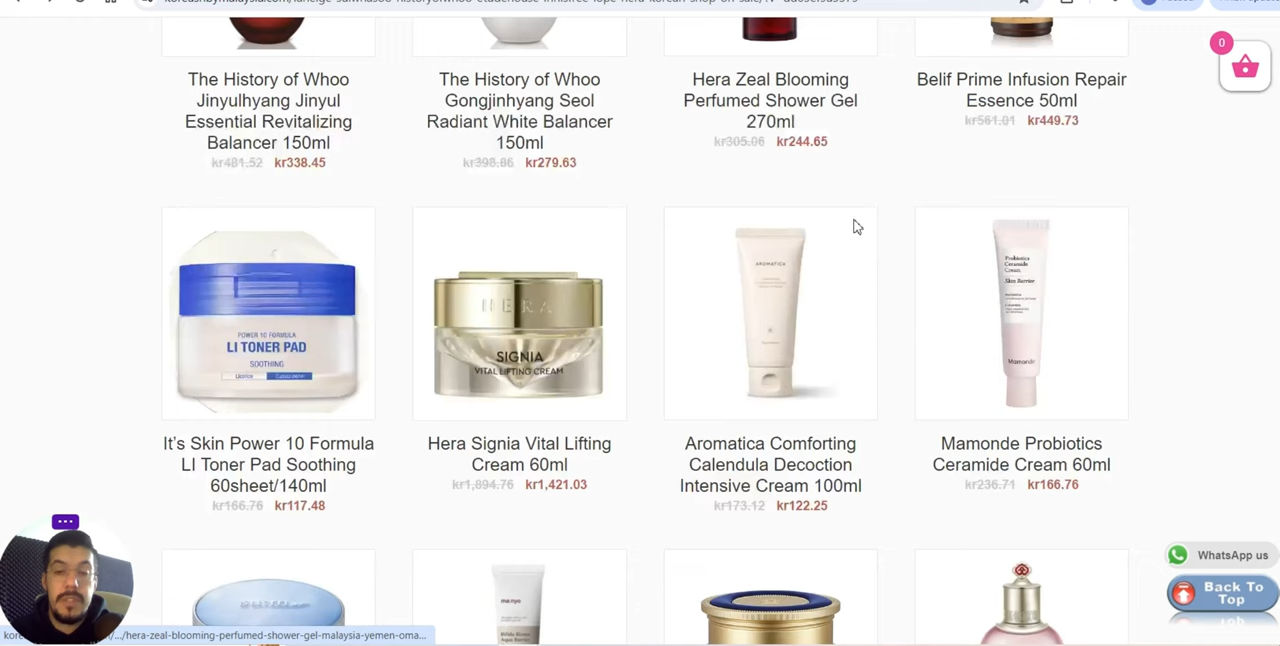 0
The History of Whoo
Jinyulhyang Jinyul
Essential Revitalizing
Balancer 150ml
kr481.52 kr338.45
The History of Whoo
Gongjinhyang Seol
Radiant White Balancer
150ml
kr398.86 kr279.63
Hera Zeal Blooming
Perfumed Shower Gel
270ml
kr305.06 kr244.65
Belif Prime Infusion Repair
Essence 50ml
kr561.01 kr449.73
POWER 10 FORMULA
LI TONER PAD
SOOTHING
HERA
SIGNIA
VITAL LIFTING CREAM
AROMATICA
Probiotics
Ceramide
Cream
Skin Barrier
Mamonde
It’s Skin Power 10 Formula
LI Toner Pad Soothing
60sheet/140ml
kr166.76 kr117.48
Hera Signia Vital Lifting
Cream 60ml
kr1,894.76 kr1,421.03
Aromatica Comforting
Calendula Decoction
Intensive Cream 100ml
kr173.12 kr122.25
Mamonde Probiotics
Ceramide Cream 60ml
kr236.71 kr166.76
WhatsApp us
Back To
Top
ma:nyo
/.../hera-zeal-blooming-perfumed-shower-gel-malaysia-yemen-oma...